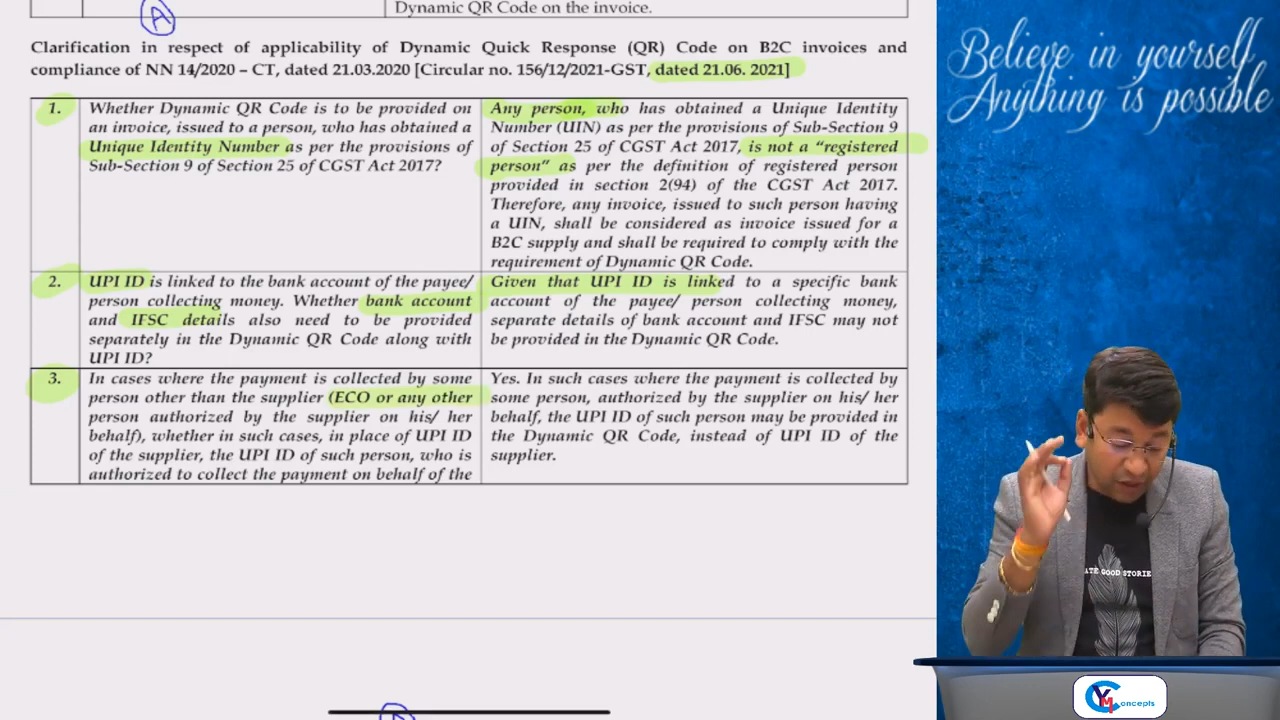 Dynamic QR Code on the invoice.
A
Clarification in respect of applicability of Dynamic Quick Response (QR) Code on B2C invoices and
compliance of NN 14/2020 – CT, dated 21.03.2020 [Circular no. 156/12/2021-GST, dated 21.06. 2021]
1.
Whether Dynamic QR Code is to be provided on
an invoice, issued to a person, who has obtained a
Unique Identity Number as per the provisions of
Sub-Section 9 of Section 25 of CGST Act 2017?
Any person, who has obtained a Unique Identity
Number (UIN) as per the provisions of Sub-Section 9
of Section 25 of CGST Act 2017, is not a “registered
person” as per the definition of registered person
provided in section 2(94) of the CGST Act 2017.
Therefore, any invoice, issued to such person having
a UIN, shall be considered as invoice issued for a
B2C supply and shall be required to comply with the
requirement of Dynamic QR Code.
2.
UPI ID is linked to the bank account of the payee/
person collecting money. Whether bank account
and IFSC details also need to be provided
separately in the Dynamic QR Code along with
UPI ID?
Given that UPI ID is linked to a specific bank
account of the payee/ person collecting money,
separate details of bank account and IFSC may not
be provided in the Dynamic QR Code.
3.
In cases where the payment is collected by some
person other than the supplier (ECO or any other
person authorized by the supplier on his/ her
behalf), whether in such cases, in place of UPI ID
of the supplier, the UPI ID of such person, who is
authorized to collect the payment on behalf of the
Yes. In such cases where the payment is collected by
some person, authorized by the supplier on his/ her
behalf, the UPI ID of such person may be provided in
the Dynamic QR Code, instead of UPI ID of the
supplier.
Believe in yourself
Anything is possible
ATE GOOD STORIE
YM
Concepts